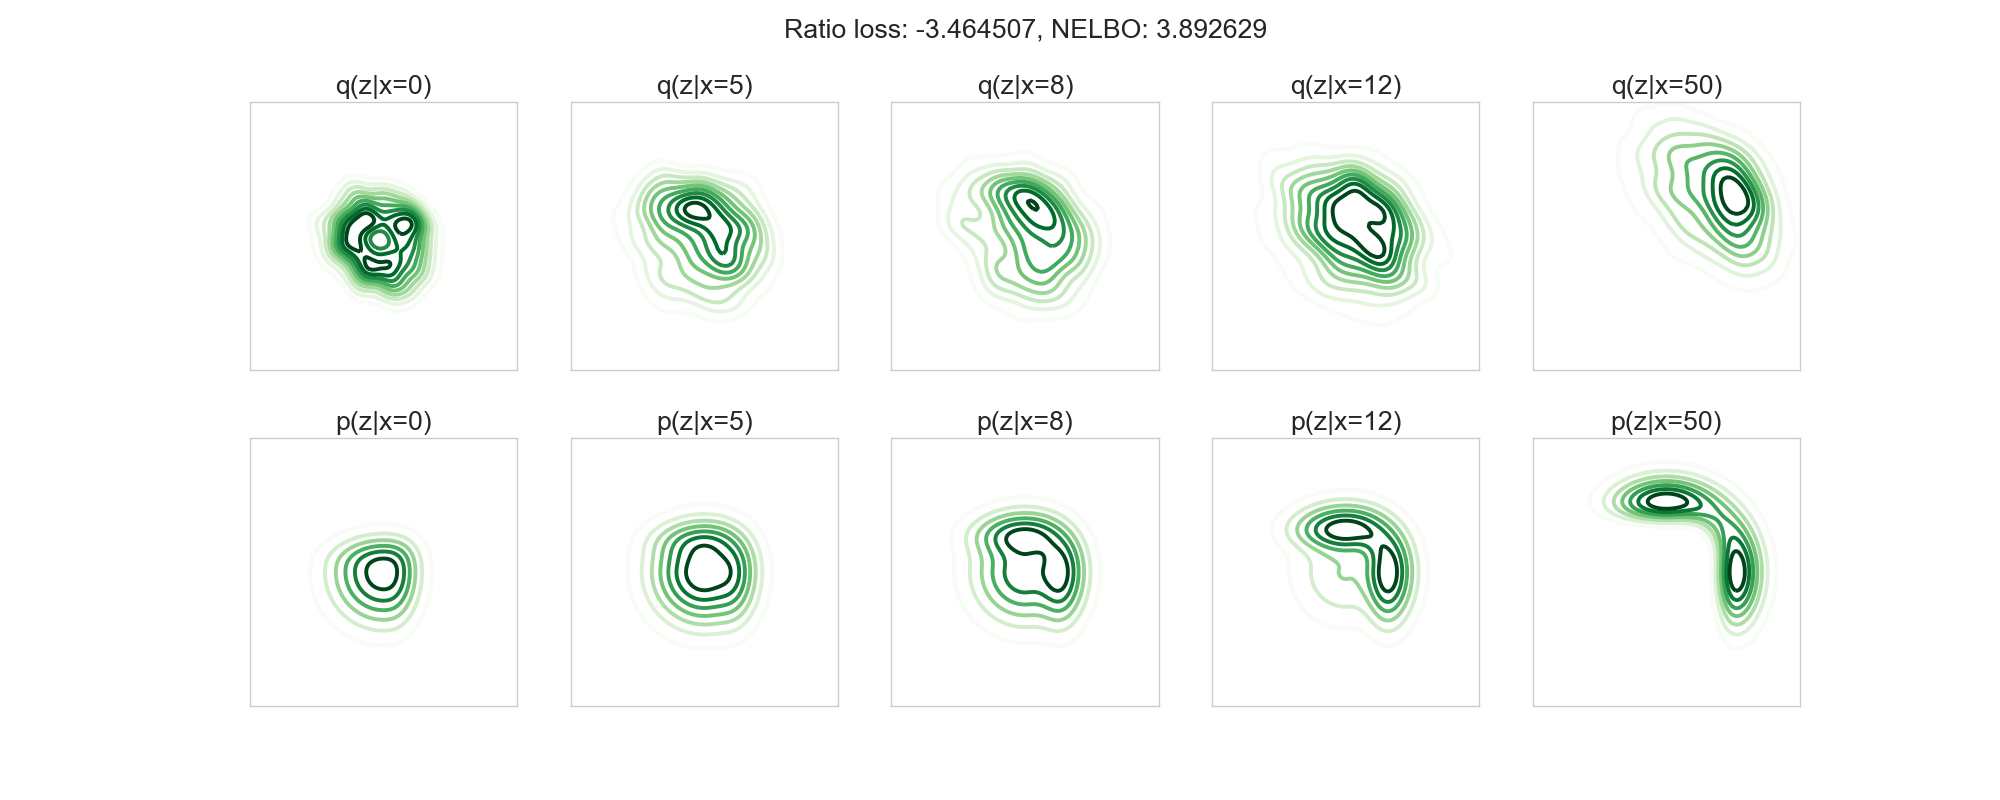 Ratio loss: -3.464507, NELBO: 3.892629
q(z|x=0) q(z|x=5) q(z|x=8) q(z|x=12) q(z|x=50)
p(z|x=0) p(z|x=5) p(z|x=8) p(z|x=12) p(z|x=50)